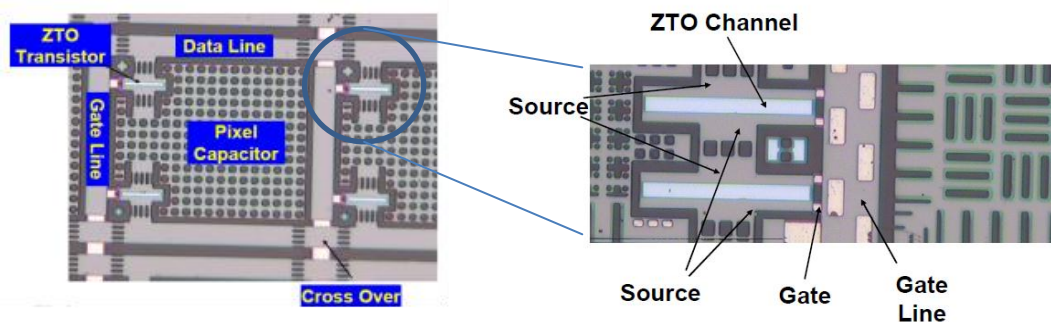 ZTO
Transistor
Data Line
Gate Line
Pixel
Capacitor
Cross Over
ZTO Channel
Source
Source
Gate
Gate
Line